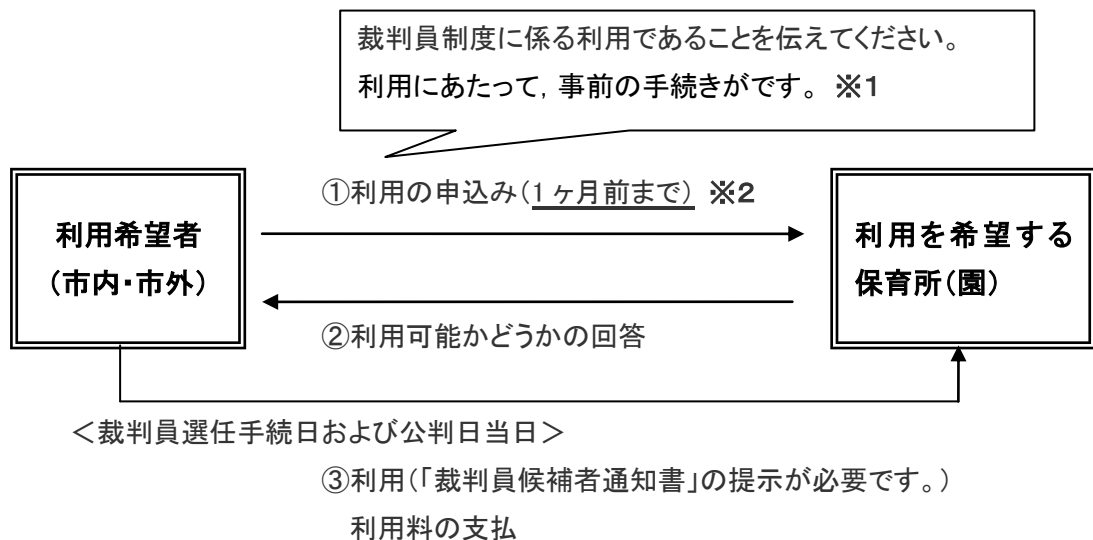 裁判員制度に係る利用であることを伝えてください。
利用にあたって，事前の手続きがです。 ※1
①利用の申込み（1ヶ月前まで） ※2
利用希望者
（市内・市外）
利用を希望する
保育所（園）
②利用可能かどうかの回答
＜裁判員選任手続日および公判日当日＞
③利用（「裁判員候補者通知書」の提示が必要です。）
利用料の支払